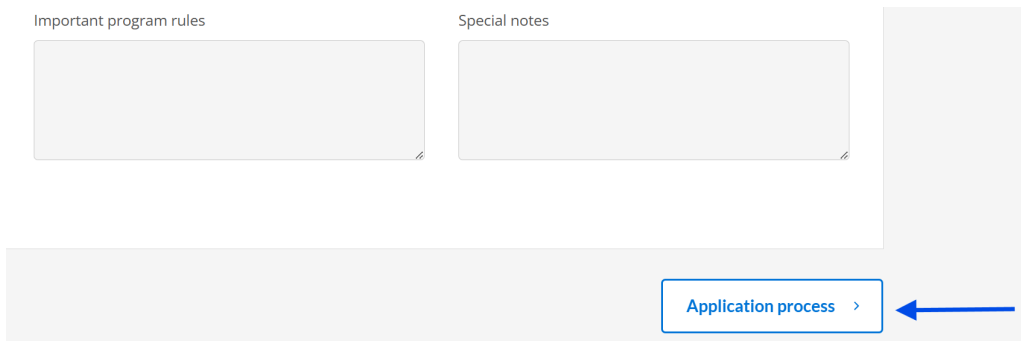 Important program rules
Special notes
Application process